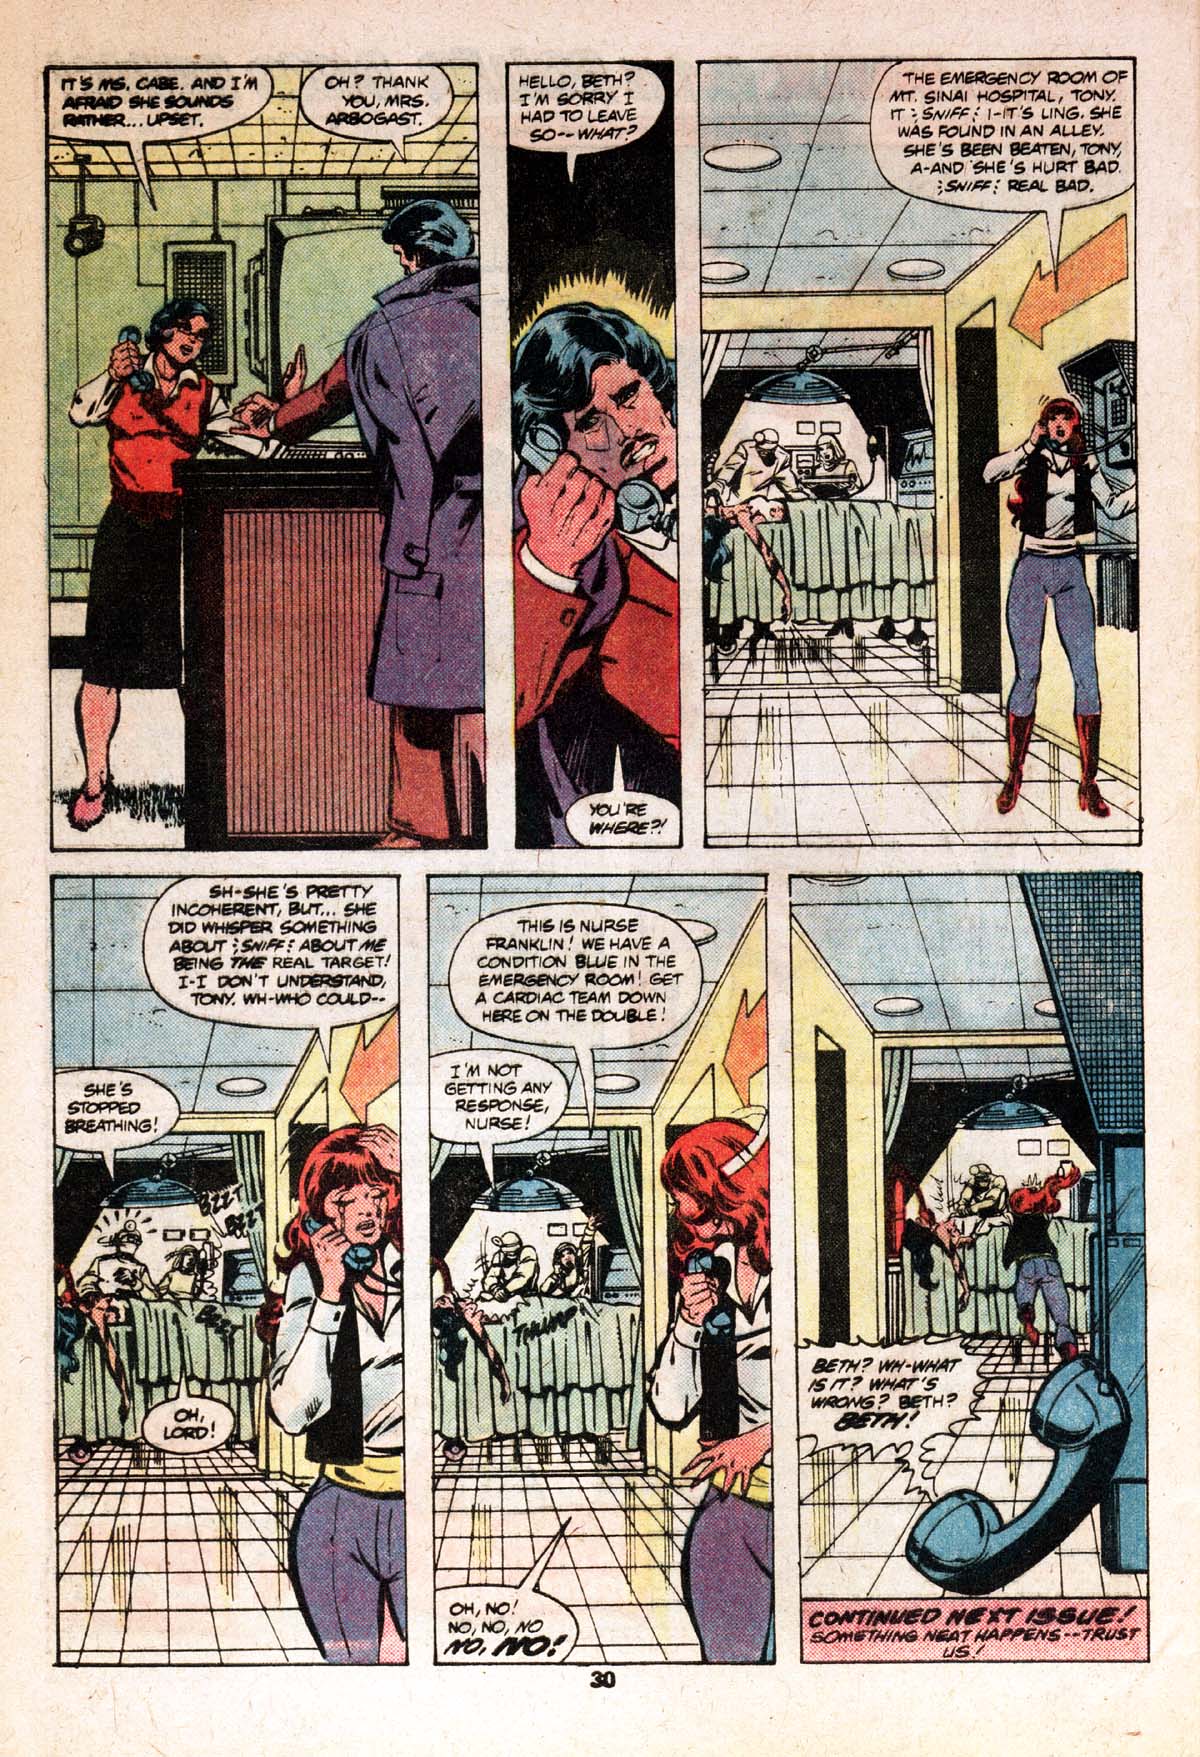 IT'S MS. CABE. AND I'M
AFRAID SHE SOUNDS
RATHER... UPSET.
OH? THANK
YOU, MRS.
ARBOGAST.
HELLO, BETH?
I'M SORRY I
HAD TO LEAVE
SO-- WHAT?
YOU'RE
WHERE?!
THE EMERGENCY ROOM OF
MT. SINAI HOSPITAL, TONY.
IT SNIFF I-IT'S LING. SHE
WAS FOUND IN AN ALLEY.
SHE'S BEEN BEATEN, TONY,
A-AND SHE'S HURT BAD.
SNIFF REAL BAD.
SH-SHE'S PRETTY
INCOHERENT, BUT... SHE
DID WHISPER SOMETHING
ABOUT SNIFF ABOUT ME
BEING THE REAL TARGET!
I-I DON'T UNDERSTAND,
TONY. WH-WHO COULD--
SHE'S
STOPPED
BREATHING!
BZZT
BZZT
BZZT
OH,
LORD!
THIS IS NURSE
FRANKLIN! WE HAVE A
CONDITION BLUE IN THE
EMERGENCY ROOM! GET
A CARDIAC TEAM DOWN
HERE ON THE DOUBLE!
I'M NOT
GETTING ANY
RESPONSE,
NURSE!
THUMP
OH, NO!
NO, NO, NO
NO, NO!
BETH? WH-WHAT
IS IT? WHAT'S
WRONG? BETH?
BETH!
CONTINUED NEXT ISSUE!
SOMETHING NEAT HAPPENS--TRUST
US!
30